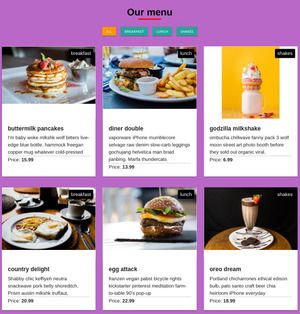 Our menu
ALL BREAKFAST LUNCH SHAKES
breakfast
lunch
shakes
buttermilk pancakes
I'm baby woke mlkshk wolf bitters live-
edge blue bottle, hammock freegan
copper mug whatever cold-pressed
Price: 15.99
diner double
vaporware iPhone mumblecore
selvage raw denim slow-carb leggings
gochujang helvetica man braid
jianbing. Marfa thundercats
Price: 13.99
godzilla milkshake
ombucha chillwave fanny pack 3 wolf
moon street art photo booth before
they sold out organic viral.
Price: 6.99
breakfast
lunch
shakes
country delight
Shabby chic keffiyeh neutra
snackwave pork belly shoreditch.
Prism austin mlkshk truffaut,
Price: 20.99
egg attack
franzen vegan pabst bicycle rights
kickstarter pinterest meditation farm-
to-table 90's pop-up
Price: 22.99
oreo dream
Portland chicharrones ethical edison
bulb, palo santo craft beer chia
heirloom iPhone everyday
Price: 18.99